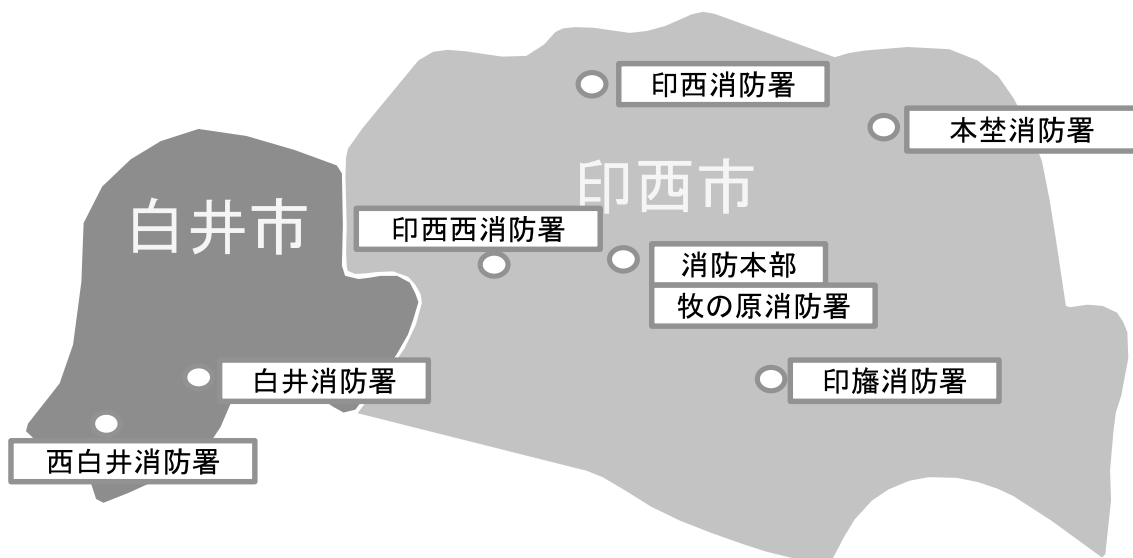 印西消防署
本埜消防署
印西市
白井市
印西西消防署
消防本部
牧の原消防署
白井消防署
印旛消防署
西白井消防署